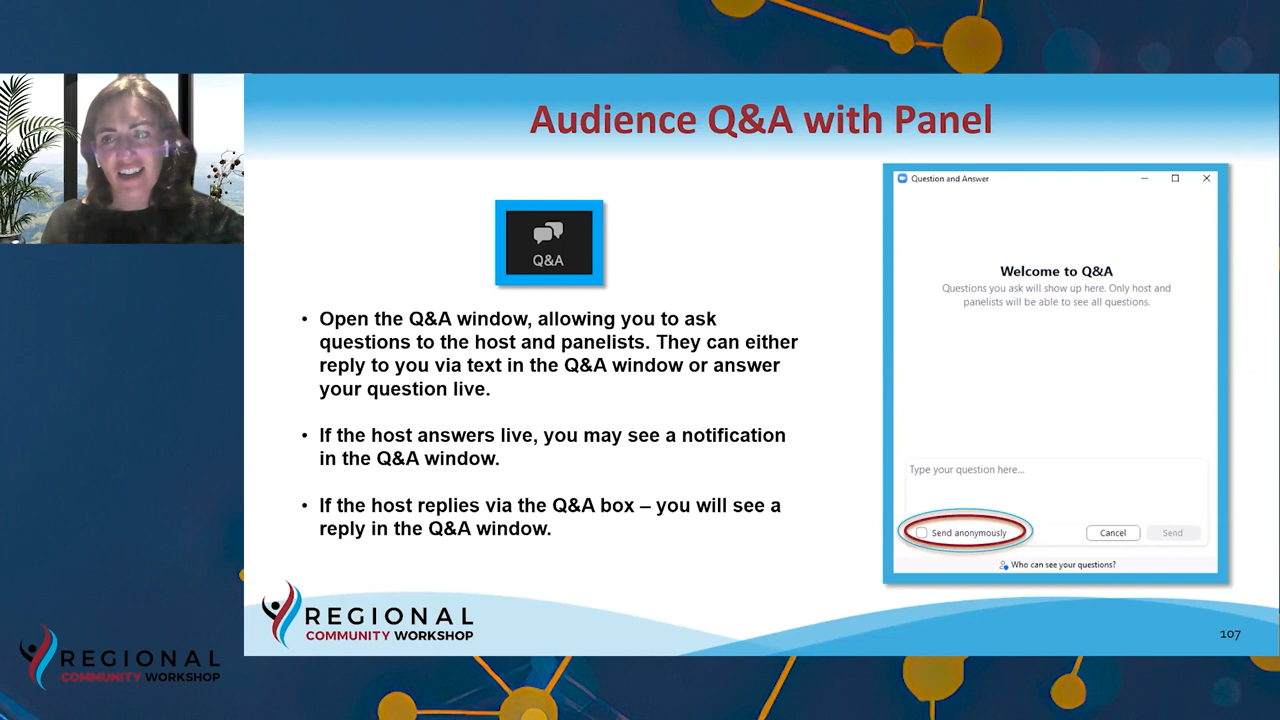 Audience Q&A with Panel
Q&A
• Open the Q&A window, allowing you to ask
questions to the host and panelists. They can either
reply to you via text in the Q&A window or answer
your question live.
• If the host answers live, you may see a notification
in the Q&A window.
• If the host replies via the Q&A box – you will see a
reply in the Q&A window.
Question and Answer
Welcome to Q&A
Questions you ask will show up here. Only host and
panelists will be able to see all questions.
Type your question here...
Send anonymously
Cancel
Send
Who can see your questions?
REGIONAL
COMMUNITY WORKSHOP
107
REGIONAL
COMMUNITY WORKSHOP